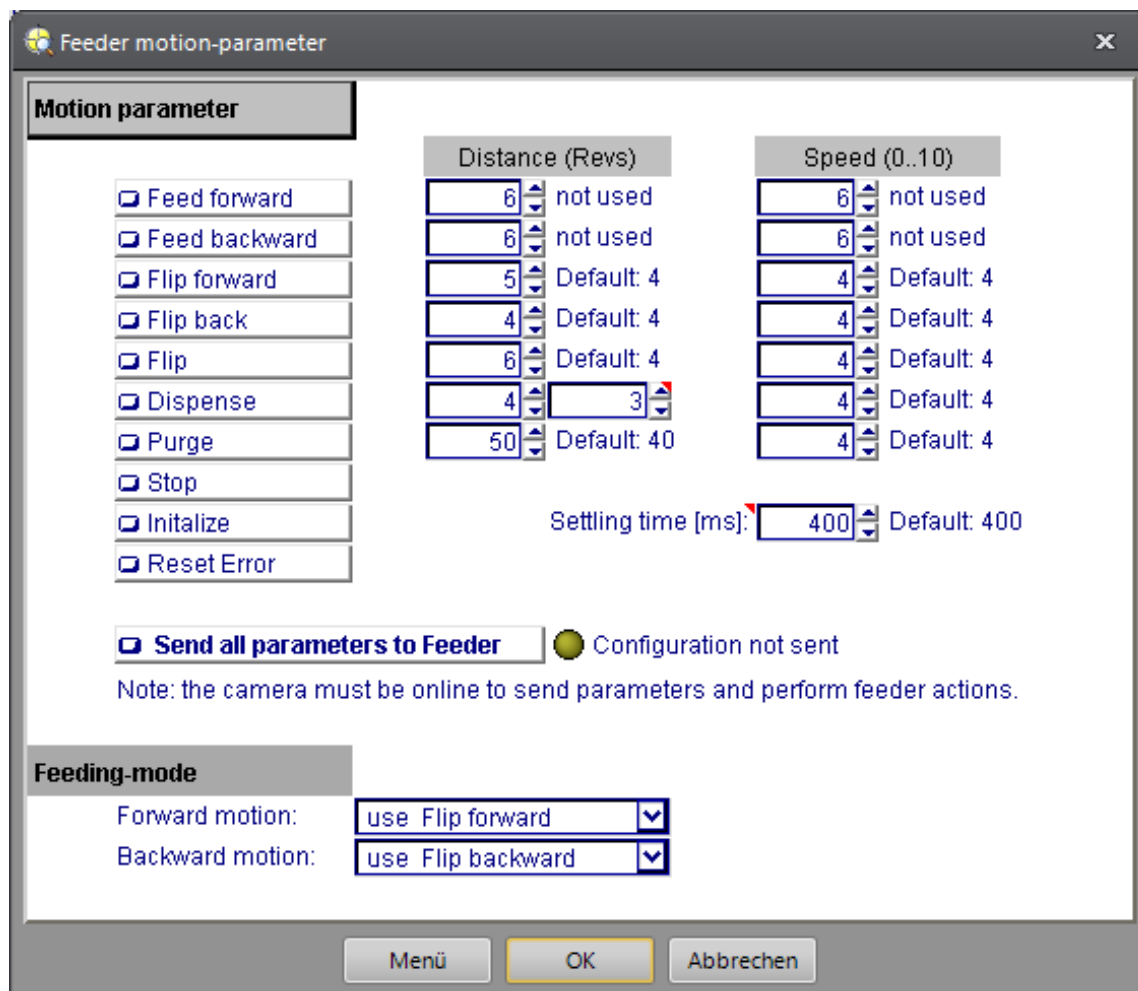 Feeder motion-parameter
Motion parameter
Distance (Revs) Speed (0..10)
Feed forward 6 not used 6 not used
Feed backward 6 not used 6 not used
Flip forward 5 Default: 4 4 Default: 4
Flip back 4 Default: 4 4 Default: 4
Flip 6 Default: 4 4 Default: 4
Dispense 4 3 4 Default: 4
Purge 50 Default: 40 4 Default: 4
Stop
Initalize Settling time [ms]: 400 Default: 400
Reset Error
Send all parameters to Feeder Configuration not sent
Note: the camera must be online to send parameters and perform feeder actions.
Feeding-mode
Forward motion: use Flip forward
Backward motion: use Flip backward
Menü OK Abbrechen